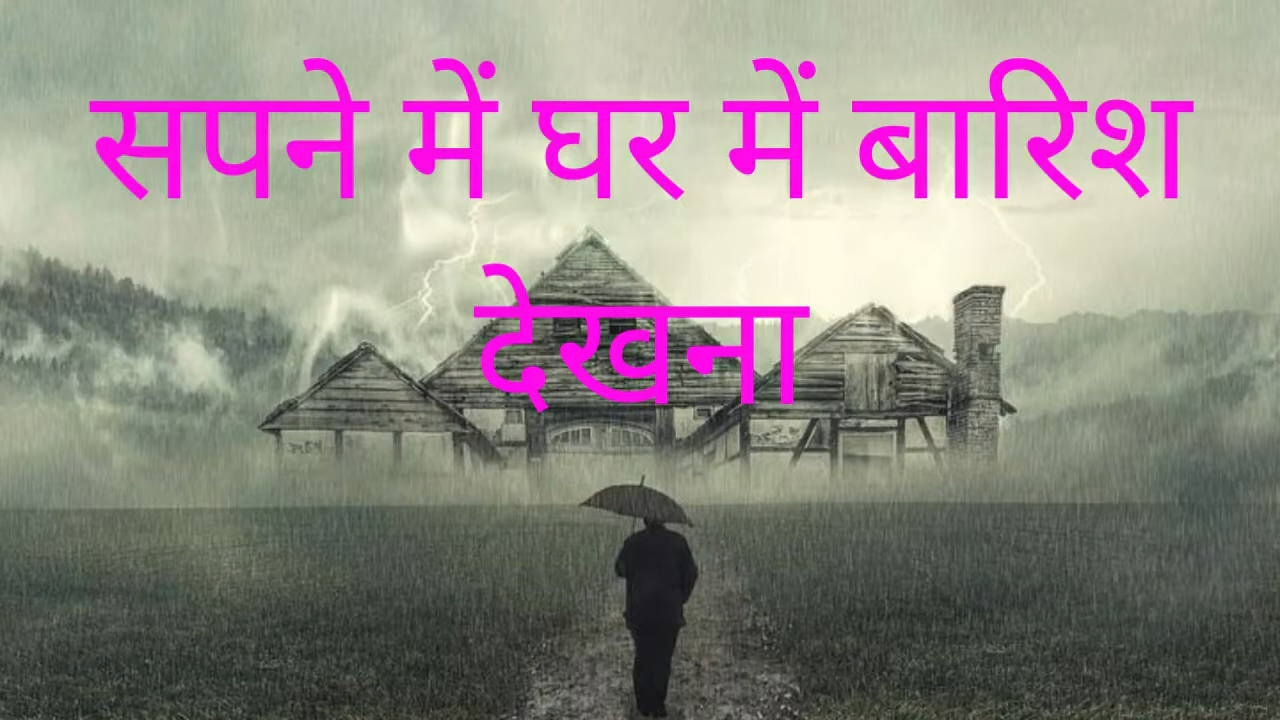 सपने में घर में बारिश
देखना